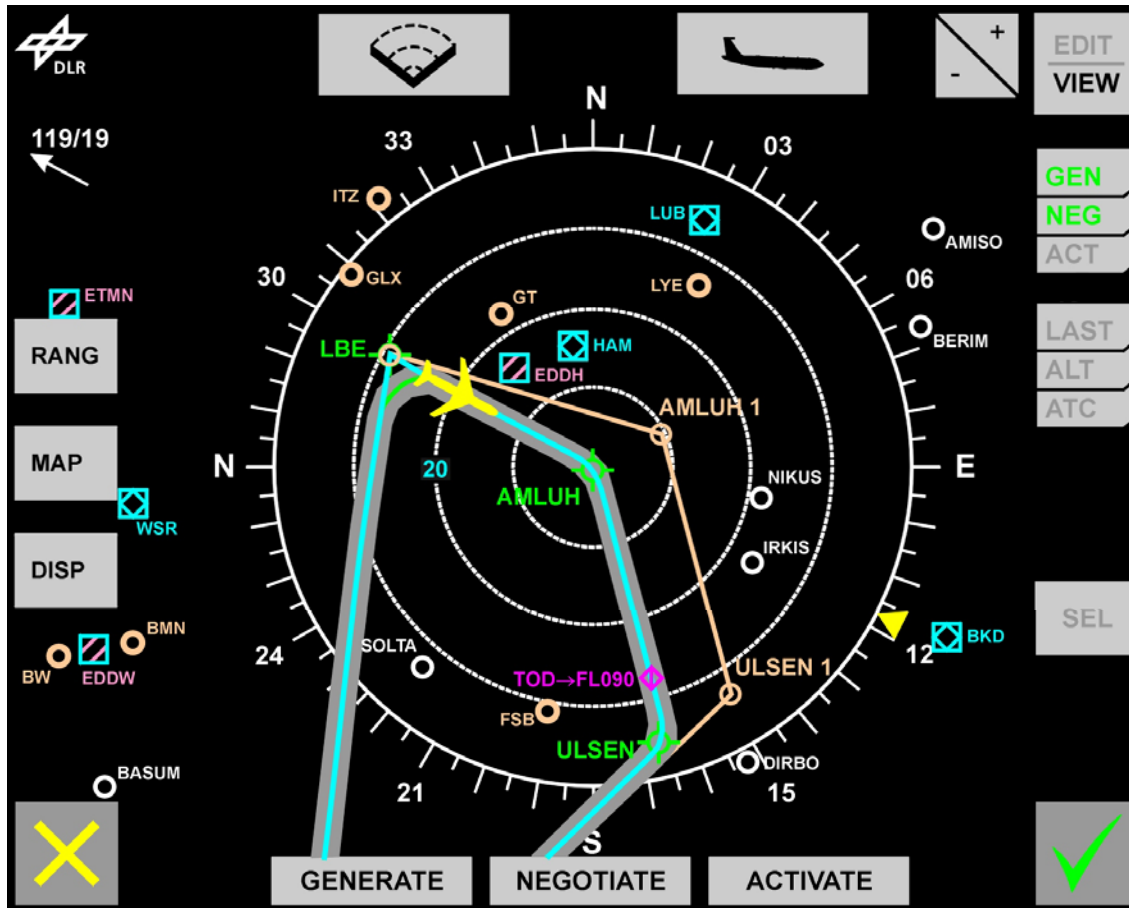 DLR
+
-
EDIT
VIEW
119/19
N
33
03
ITZ
LUB
GEN
NEG
ACT
AMISO
30
GLX
LYE
06
ETMN
GT
RANG
LBE
HAM
BERIM
LAST
EDDH
ALT
AMLUH 1
ATC
MAP
N
20
E
AMLUH
NIKUS
WSR
IRKIS
DISP
SEL
BMN
24
SOLTA
12
BKD
BW
EDDW
TOD→FL090
ULSEN 1
FSB
ULSEN
DIRBO
BASUM
21
15
S
GENERATE
NEGOTIATE
ACTIVATE